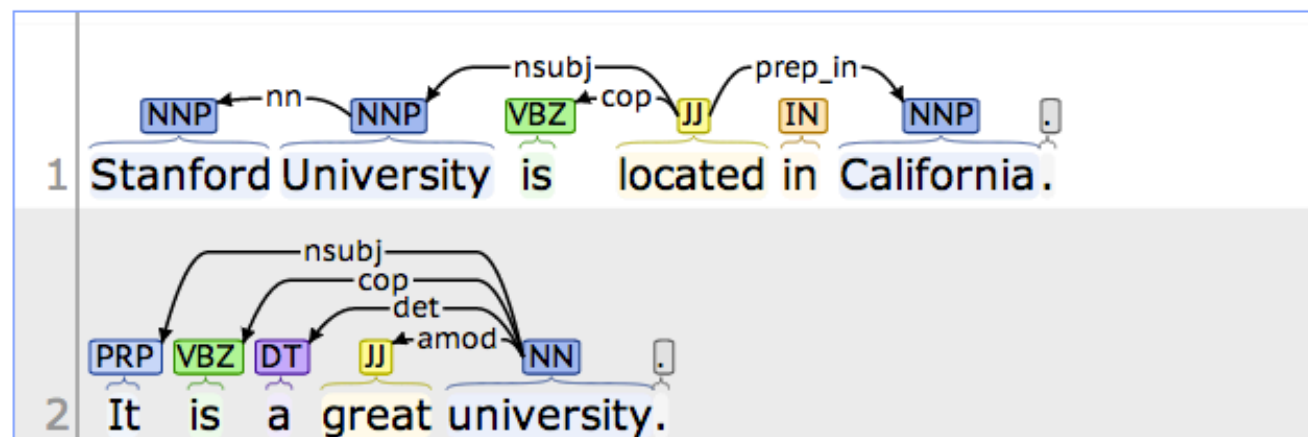 nsubj prep_in
nn cop
NNP NNP VBZ JJ IN NNP .
1 Stanford University is located in California.
nsubj
cop
det
amod
PRP VBZ DT JJ NN .
2 It is a great university.